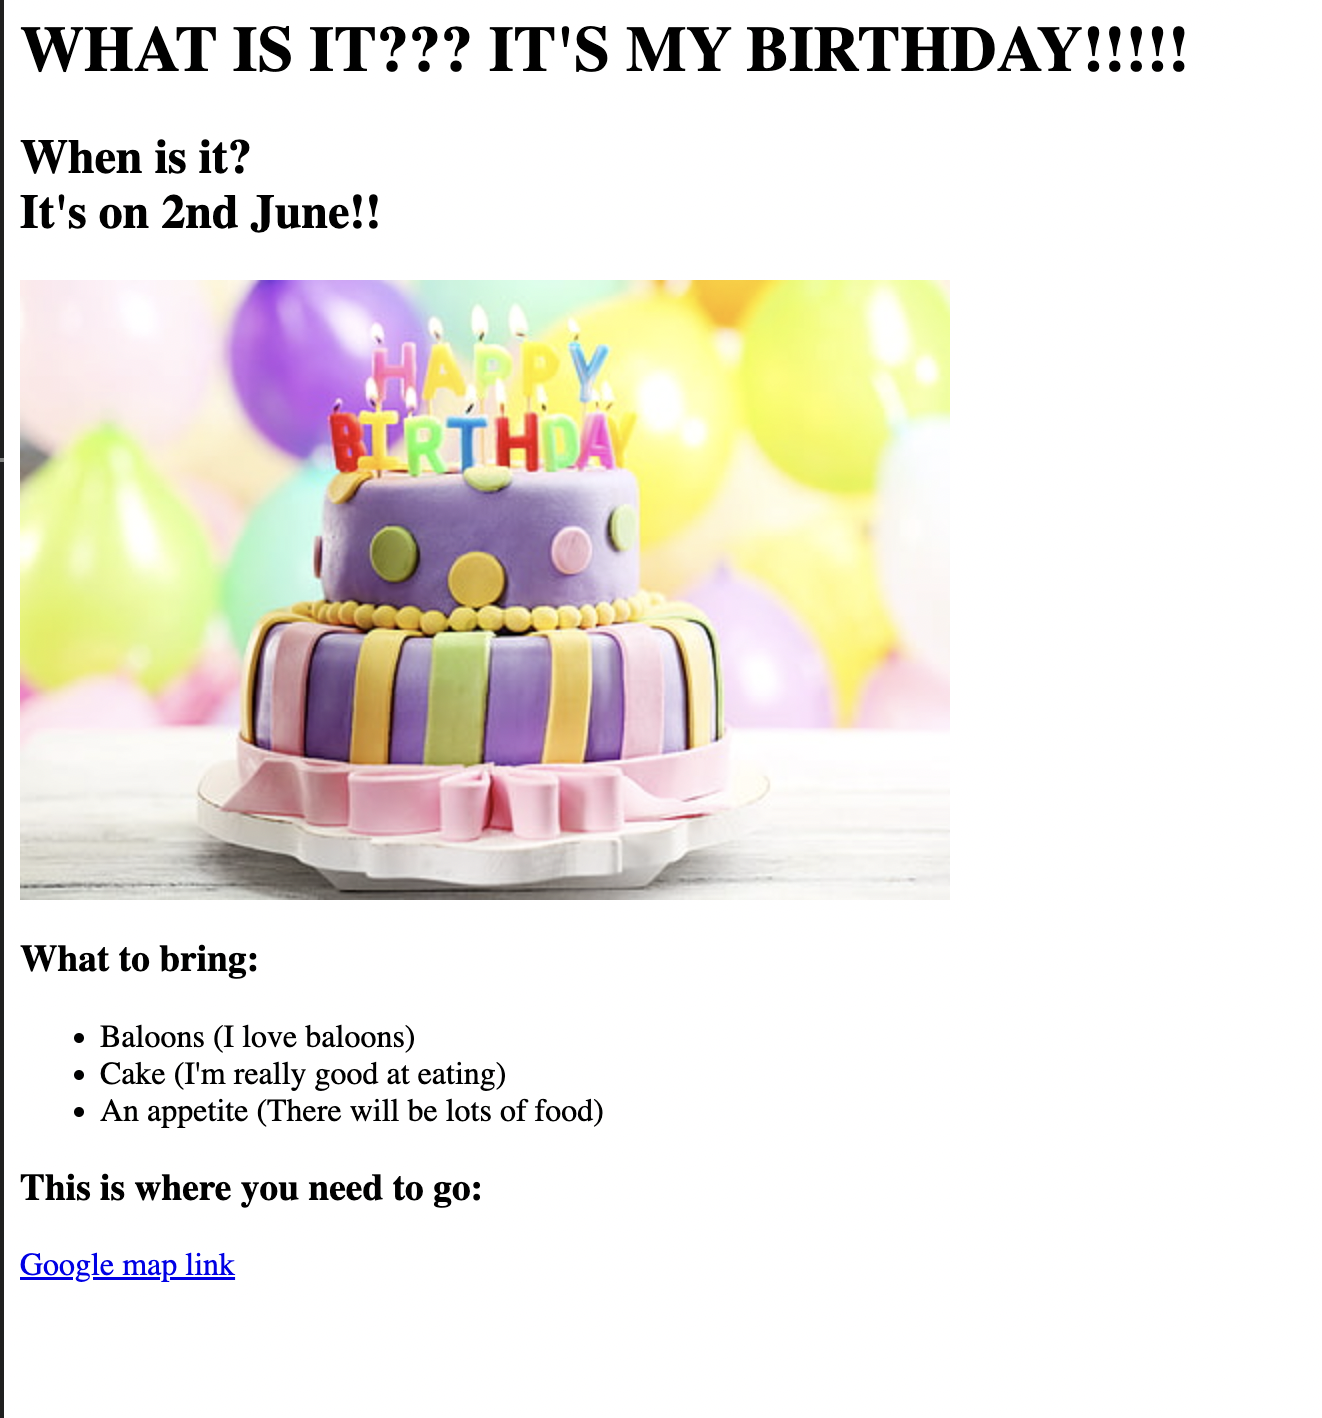 WHAT IS IT??? IT'S MY BIRTHDAY!!!!!
When is it?
It's on 2nd June!!
HAPPY
BIRTHDAY
What to bring:
Baloons (I love baloons)
Cake (I'm really good at eating)
An appetite (There will be lots of food)
This is where you need to go:
Google map link